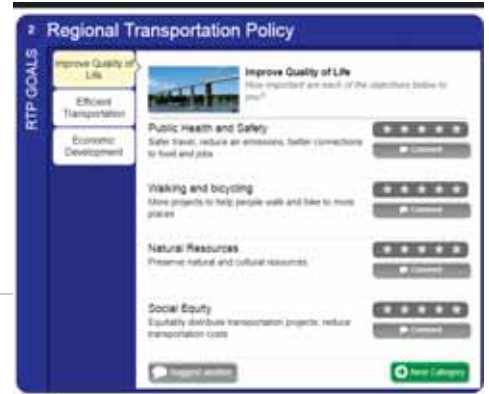 2 Regional Transportation Policy
RTP GOALS
Improve Quality of
Life
Efficient
Transportation
Economic
Development
Improve Quality of Life
How important are each of the objectives below to
you?
Public Health and Safety
Safer travel, reduce air emissions, better connections
to food and jobs
Comment
Walking and bicycling
More projects to help people walk and bike to more
places
Comment
Natural Resources
Preserve natural and cultural resources
Comment
Social Equity
Equitably distribute transportation projects; reduce
transportation costs
Comment
Suggest another
Next Category